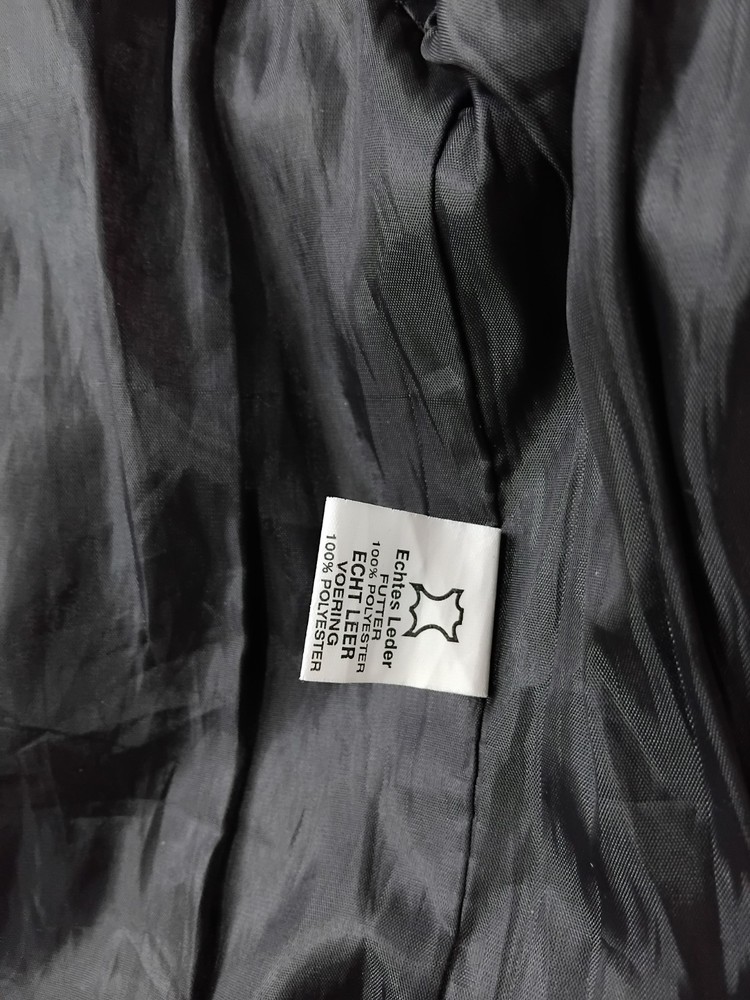 Echtes Leder
FUTTER
100% POLYESTER
ECHT LEER
VOERING
100% POLYESTER